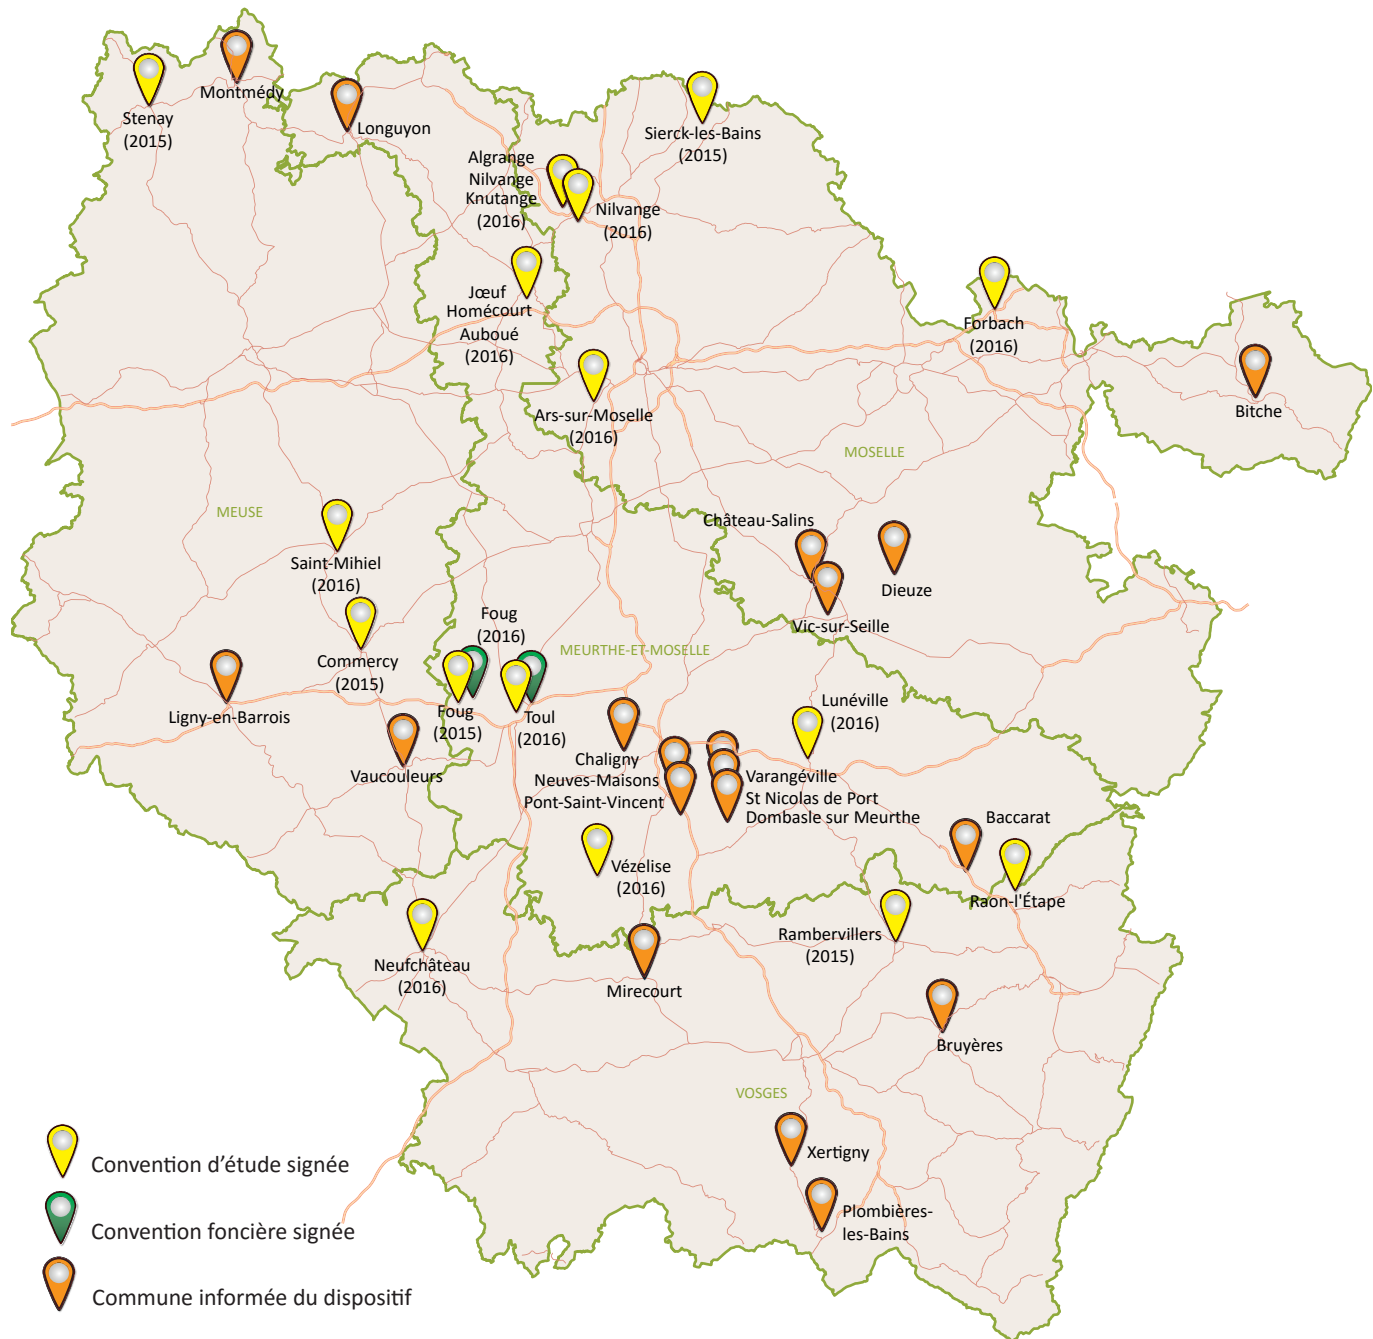 Montmédy
Stenay
(2015)
Longuyon
Sierck-les-Bains
(2015)
Algrange
Nilvange
Knutange
(2016)
Nilvange
(2016)
Jœuf
Homécourt
Auboué
(2016)
Forbach
(2016)
Bitche
Ars-sur-Moselle
(2016)
MOSELLE
MEUSE
Château-Salins
Saint-Mihiel
(2016)
Dieuze
Vic-sur-Seille
Foug
(2016)
MEURTHE-ET-MOSELLE
Commercy
(2015)
Ligny-en-Barrois
Foug
(2015)
Toul
(2016)
Lunéville
(2016)
Vaucouleurs
Chaligny
Neuves-Maisons
Pont-Saint-Vincent
Varangéville
St Nicolas de Port
Dombasle sur Meurthe
Baccarat
Vézelise
(2016)
Raon-l'Étape
Rambervillers
(2015)
Neufchâteau
(2016)
Mirecourt
Bruyères
VOSGES
Xertigny
Plombières-
les-Bains
Convention d’étude signée
Convention foncière signée
Commune informée du dispositif